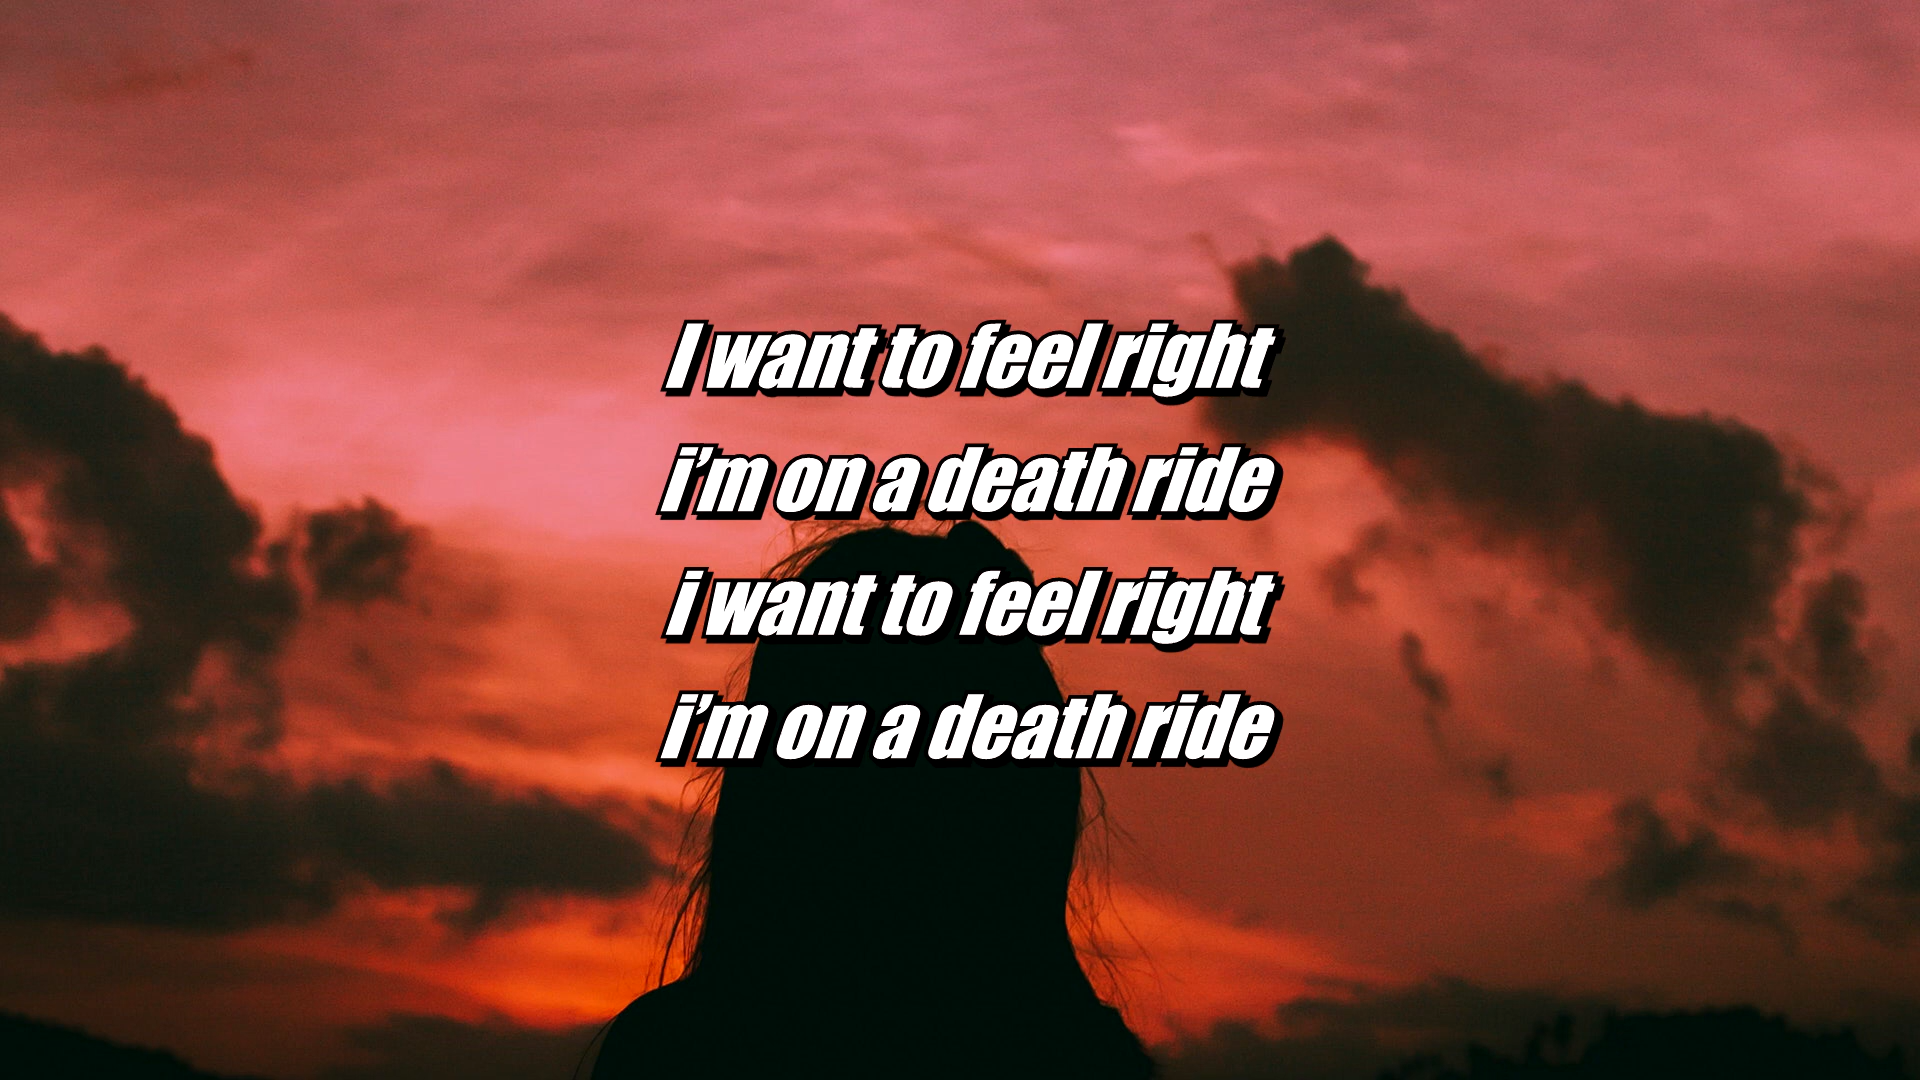 I want to feel right
i’m on a death ride
i want to feel right
i’m on a death ride